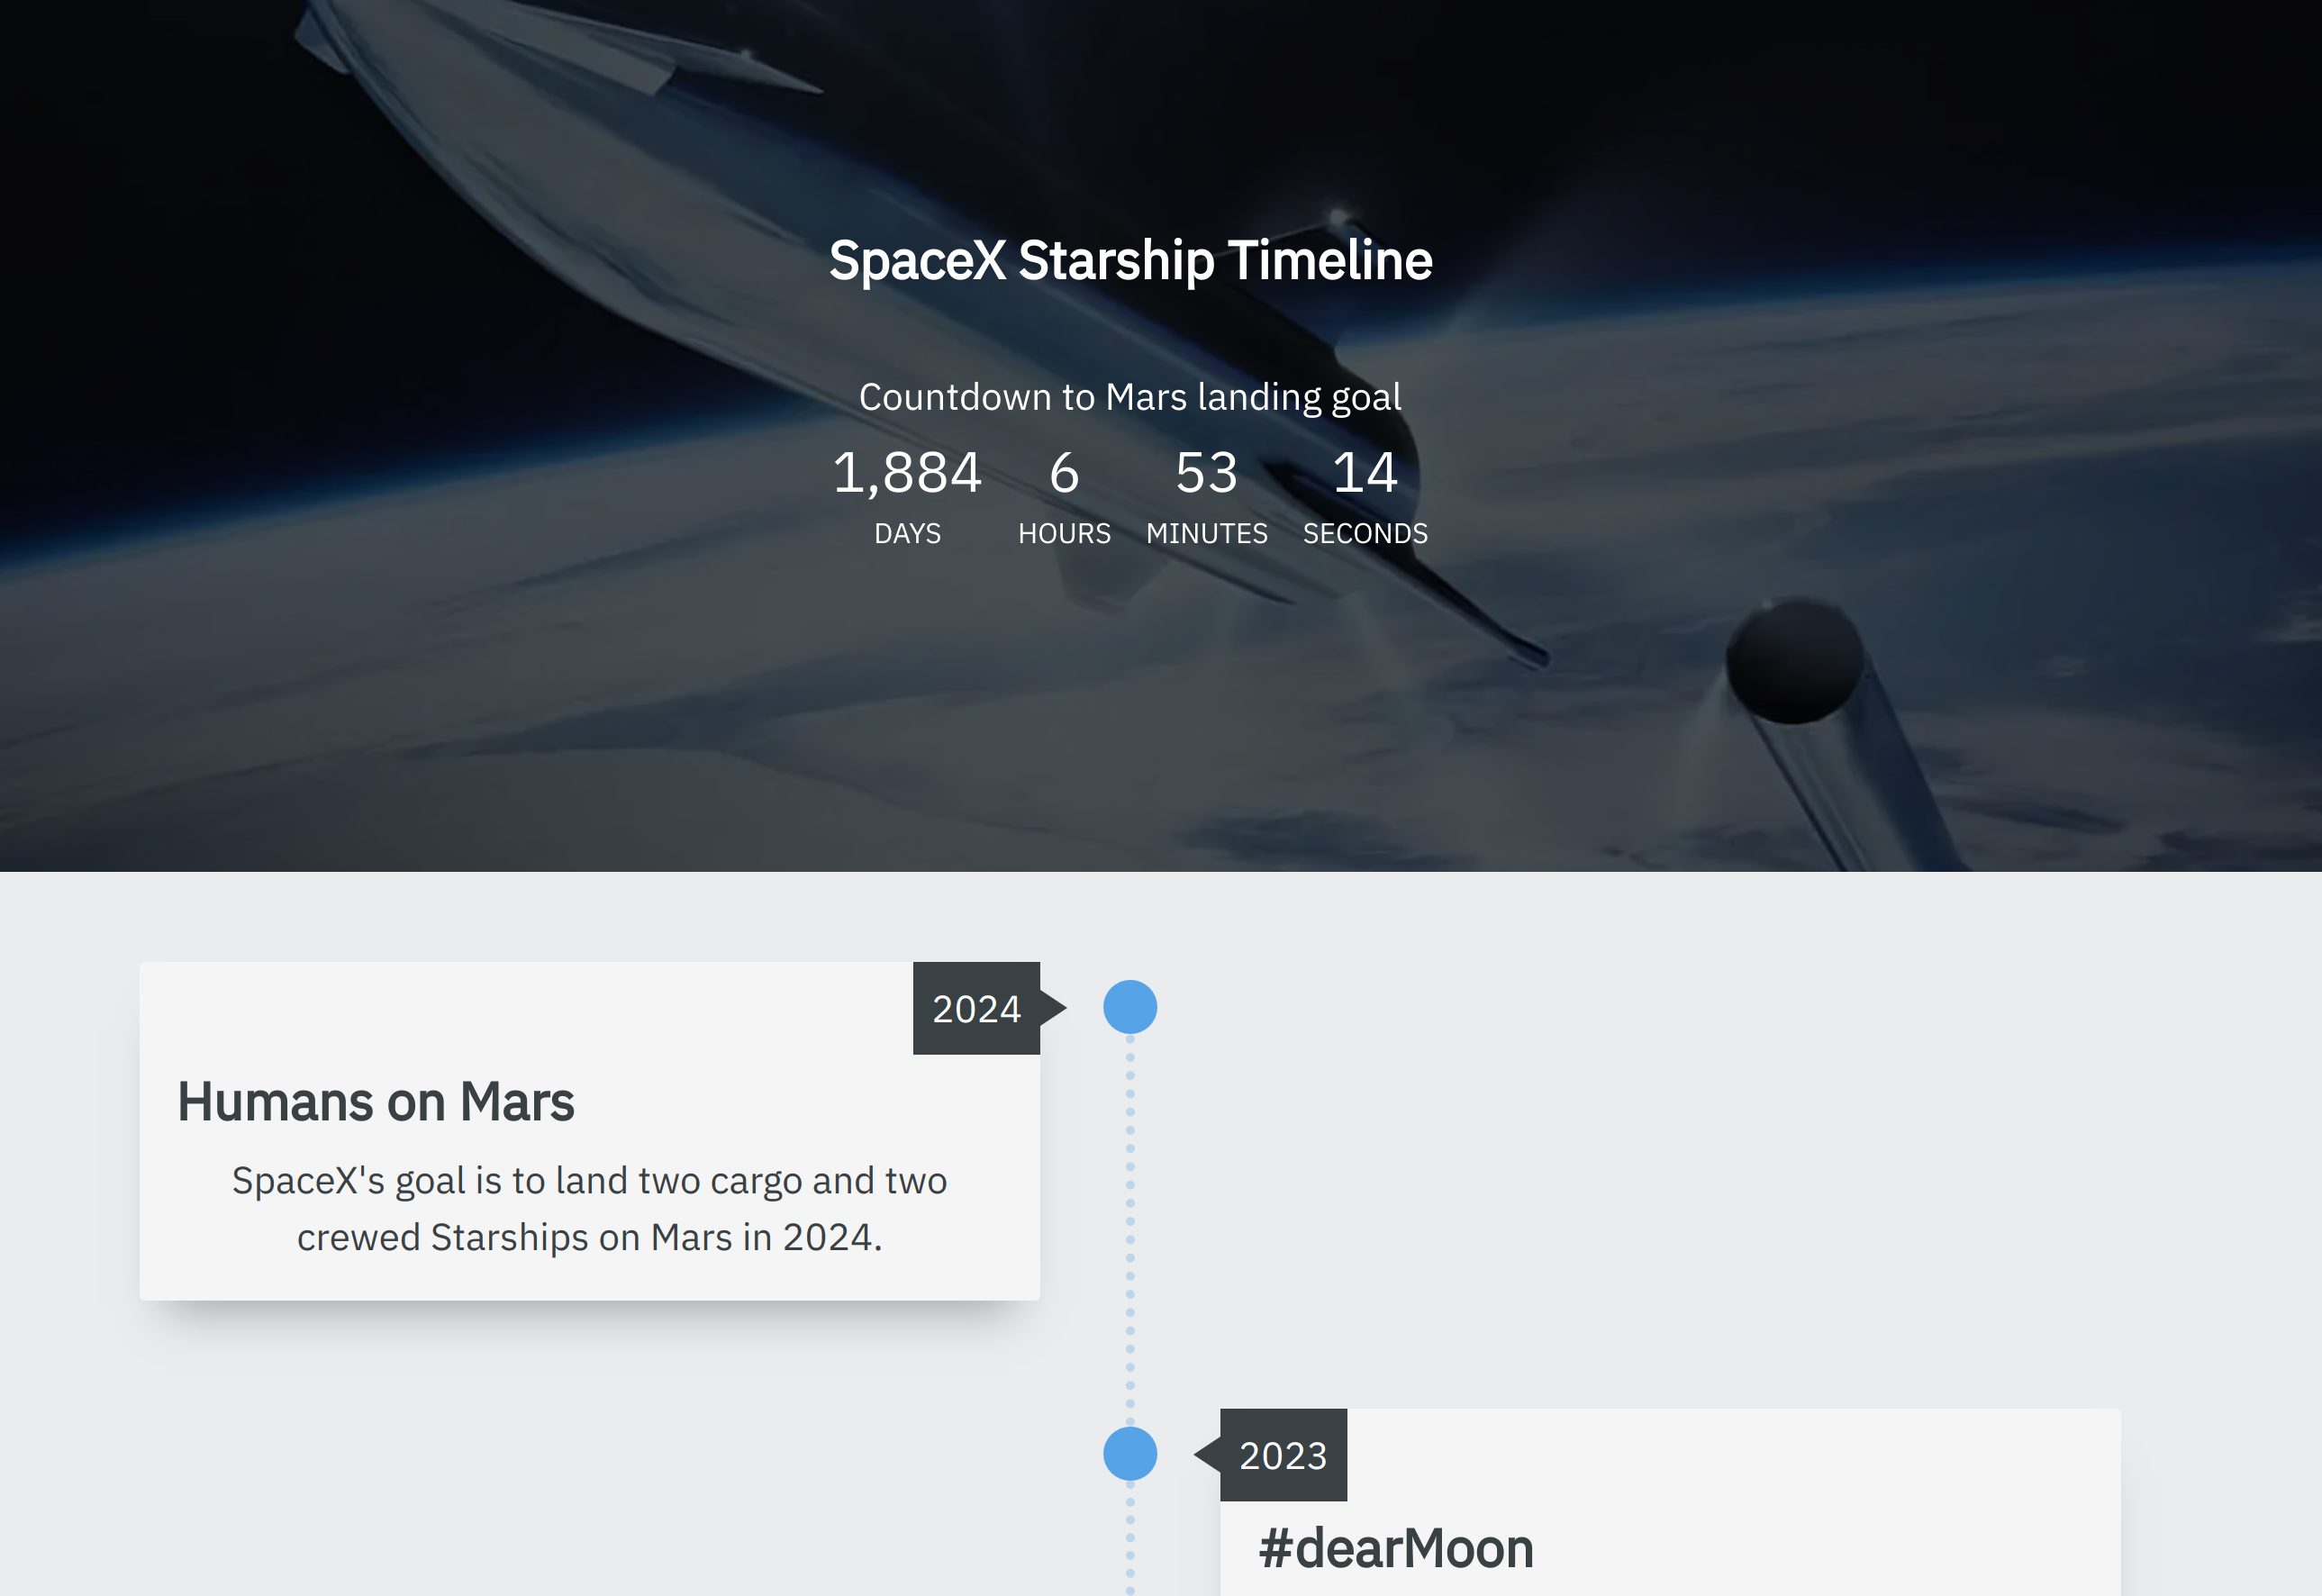 SpaceX Starship Timeline
Countdown to Mars landing goal
1,884 6 53 14
DAYS HOURS MINUTES SECONDS
2024
Humans on Mars
SpaceX's goal is to land two cargo and two
crewed Starships on Mars in 2024.
2023
#dearMoon